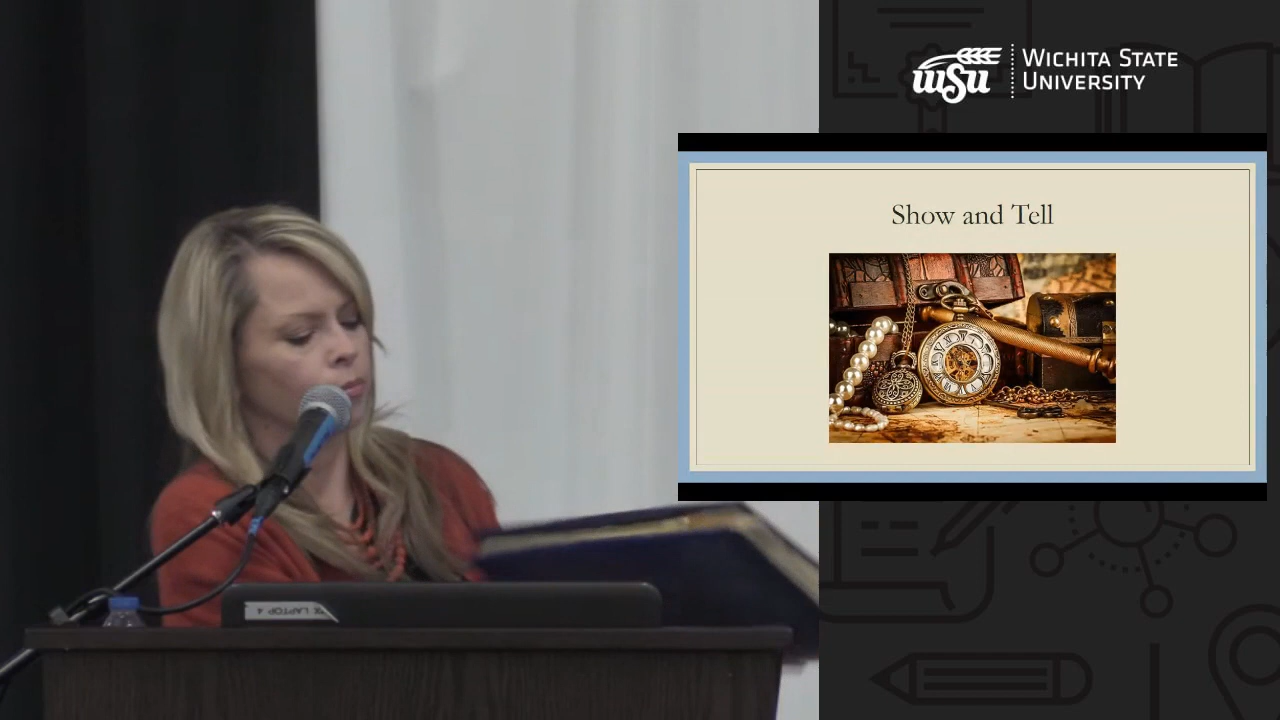 WSU
WICHITA STATE
UNIVERSITY
Show and Tell
LAPTOP 4